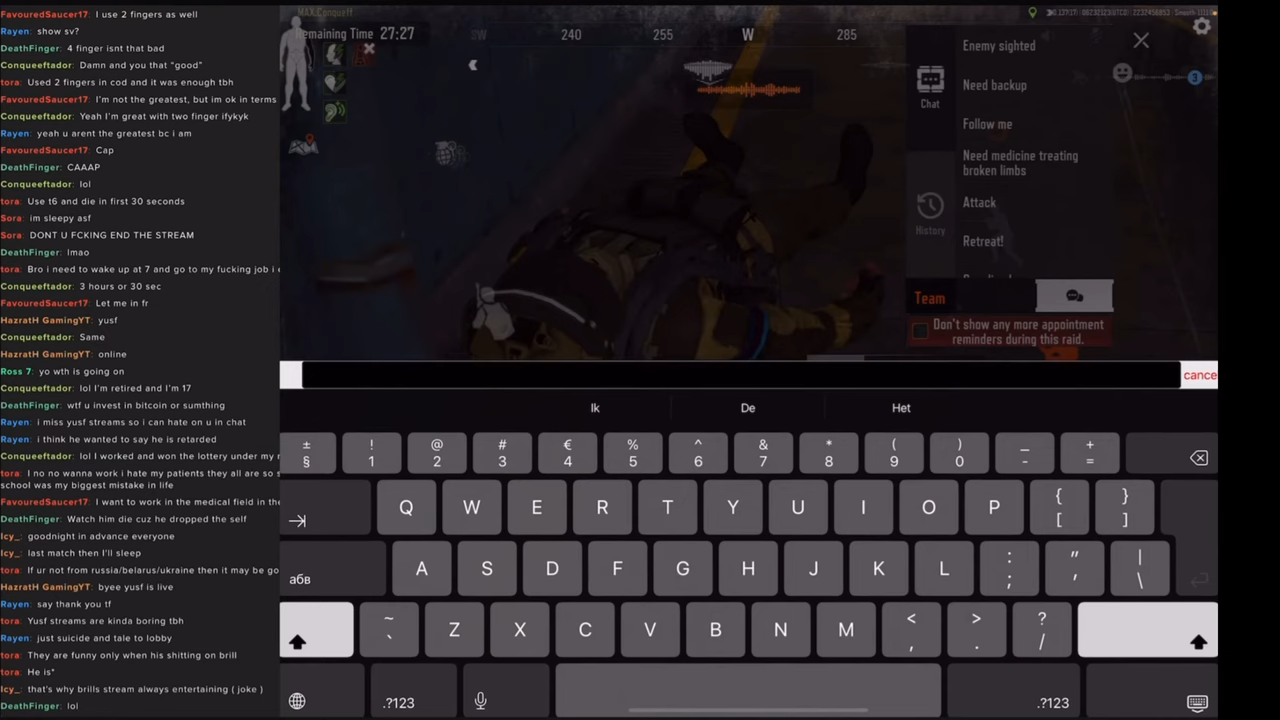 FavouredSaucer17: I use 2 fingers as well
Rayen: show sv?
DeathFinger: 4 finger isnt that bad
Conqueeftador: Damn and you that “good”
tora: Used 2 fingers in cod and it was enough tbh
FavouredSaucer17: I'm not the greatest, but im ok in terms
Conqueeftador: Yeah I'm great with two finger ifykyk
Rayen: yeah u arent the greatest bc i am
FavouredSaucer17: Cap
DeathFinger: CAAAP
Conqueeftador: lol
tora: Use t6 and die in first 30 seconds
Sora: im sleepy asf
Sora: DONT U FCKING END THE STREAM
DeathFinger: lmao
tora: Bro i need to wake up at 7 and go to my fucking job i
Conqueeftador: 3 hours or 30 sec
FavouredSaucer17: Let me in fr
HazratH GamingYT: yusf
Conqueeftador: Same
HazratH GamingYT: online
Ross 7: yo wth is going on
Conqueeftador: lol I'm retired and I'm 17
DeathFinger: wtf u invest in bitcoin or sumthing
Rayen: i miss yusf streams so i can hate on u in chat
Rayen: i think he wanted to say he is retarded
Conqueeftador: lol I worked and won the lottery under my
tora: I no no wanna work i hate my patients they all are so
school was my biggest mistake in life
FavouredSaucer17: I want to work in the medical field in the
DeathFinger: Watch him die cuz he dropped the self
Icy_: goodnight in advance everyone
Icy_: last match then I'll sleep
tora: If ur not from russia/belarus/ukraine then it may be go
HazratH GamingYT: byee yusf is live
Rayen: say thank you tf
tora: Yusf streams are kinda boring tbh
Rayen: just suicide and tale to lobby
tora: They are funny only when his shitting on brill
tora: He is*
Icy_: that's why brills stream always entertaining ( joke )
DeathFinger: lol
MAX.Conqueft
Remaining Time 27:27
240 255 W 285
Enemy sighted
Need backup
Chat
Follow me
Need medicine treating
broken limbs
Attack
History
Retreat!
Team
Don't show any more appointment
reminders during this raid.
3
cance
Ik De Het
± ! @ # € % ^ & * ( ) _ +
§ 1 2 3 4 5 6 7 8 9 0 - =
Q W E R T Y U I O P { }
[ ]
абв A S D F G H J K L : " |
; ' \
~ Z X C V B N M < > ?
` , . /
.?123 .?123